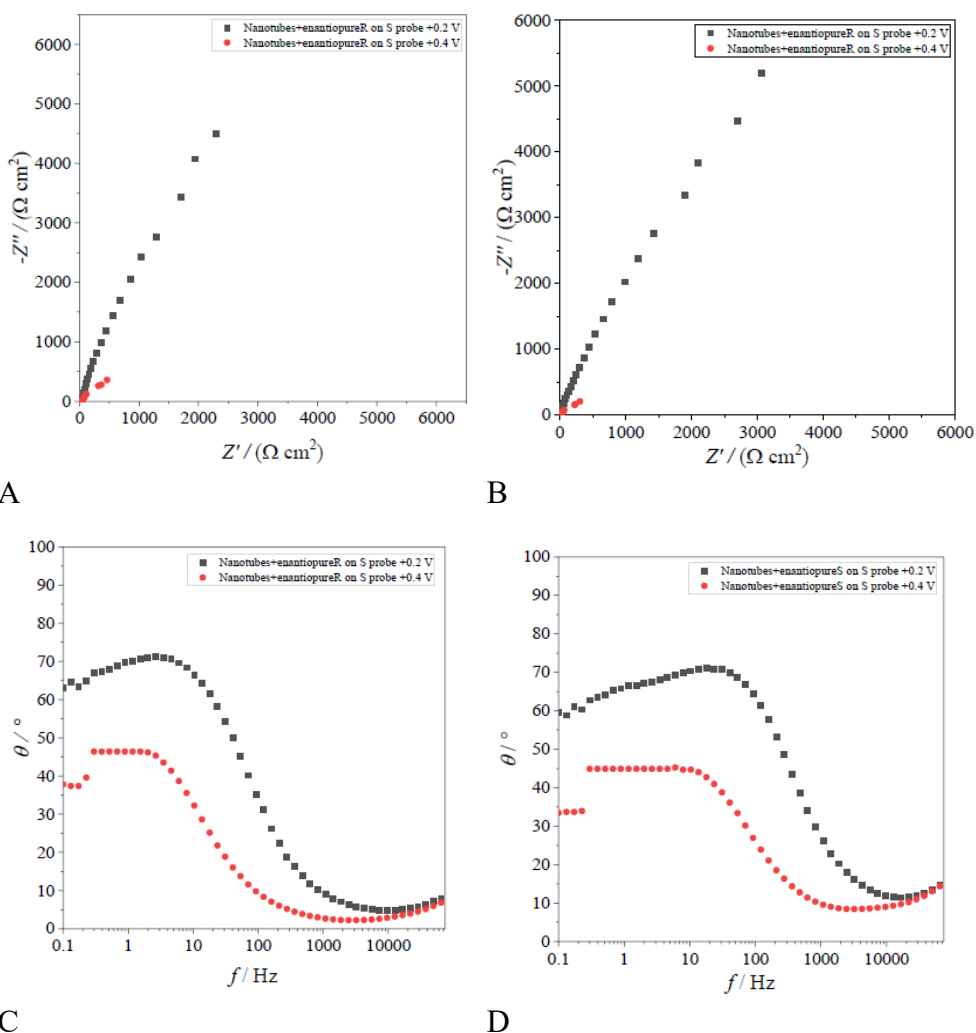 Nanotubes+enantiopureR on S probe +0.2 V
Nanotubes+enantiopureR on S probe +0.4 V
6000
5000
4000
3000
2000
1000
0
-Z'' / (Ω cm²)
0 1000 2000 3000 4000 5000 6000
Z' / (Ω cm²)
A
Nanotubes+enantiopureR on S probe +0.2 V
Nanotubes+enantiopureR on S probe +0.4 V
6000
5000
4000
3000
2000
1000
0
-Z'' / (Ω cm²)
0 1000 2000 3000 4000 5000 6000
Z' / (Ω cm²)
B
Nanotubes+enantiopureR on S probe +0.2 V
Nanotubes+enantiopureR on S probe +0.4 V
100
90
80
70
60
50
40
30
20
10
0
θ / °
0.1 1 10 100 1000 10000
f / Hz
C
Nanotubes+enantiopureS on S probe +0.2 V
Nanotubes+enantiopureS on S probe +0.4 V
100
90
80
70
60
50
40
30
20
10
0
θ / °
0.1 1 10 100 1000 10000
f / Hz
D